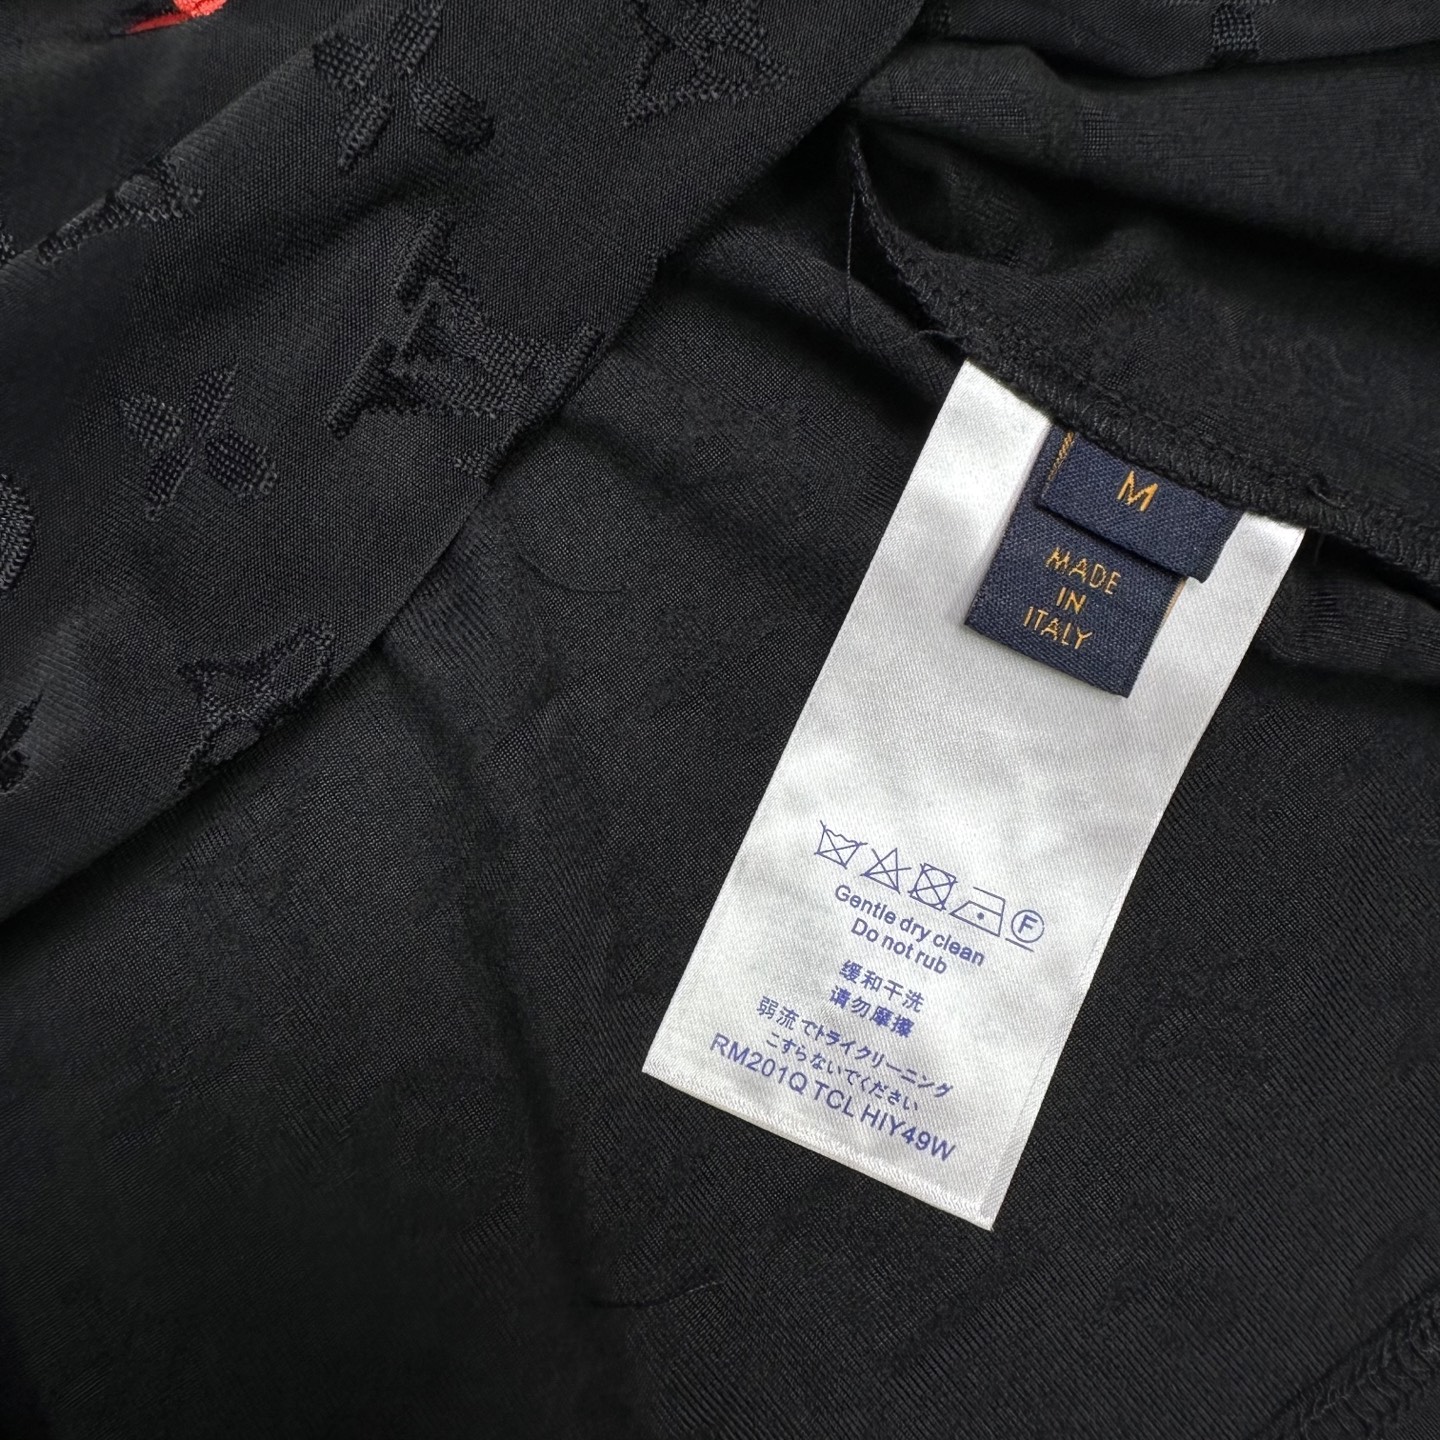 M
MADE
IN
ITALY
F
Gentle dry clean
Do not rub
缓和干洗
请勿摩擦
弱流でトライクリーニング
こすらないでください
RM201Q TCL HIY49W